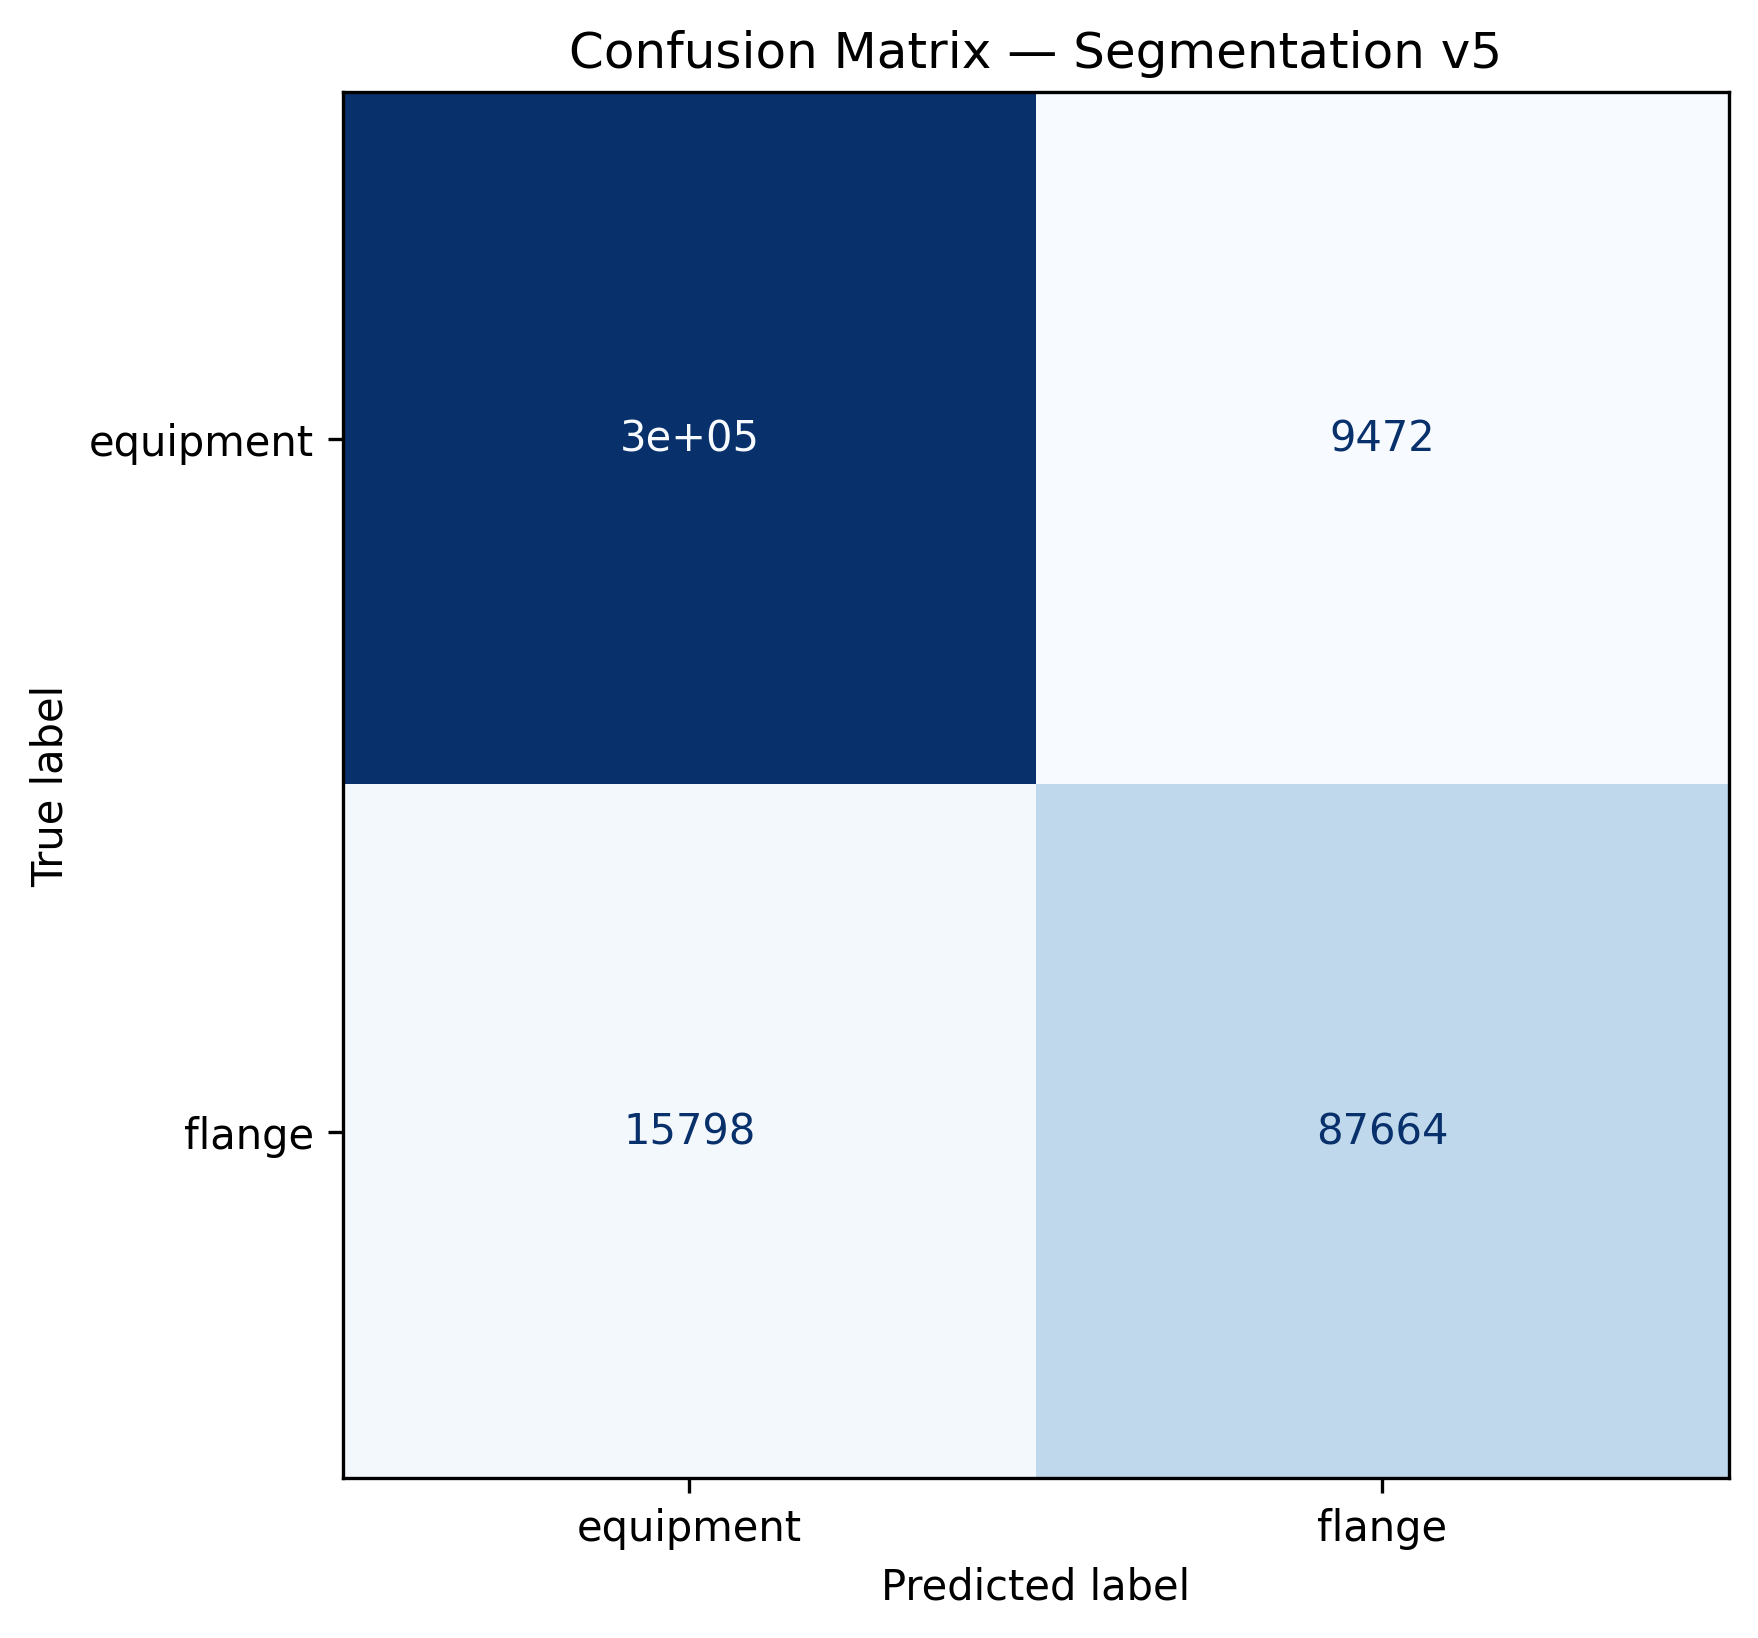 Confusion Matrix — Segmentation v5
True label
equipment
3e+05
9472
flange
15798
87664
equipment
flange
Predicted label